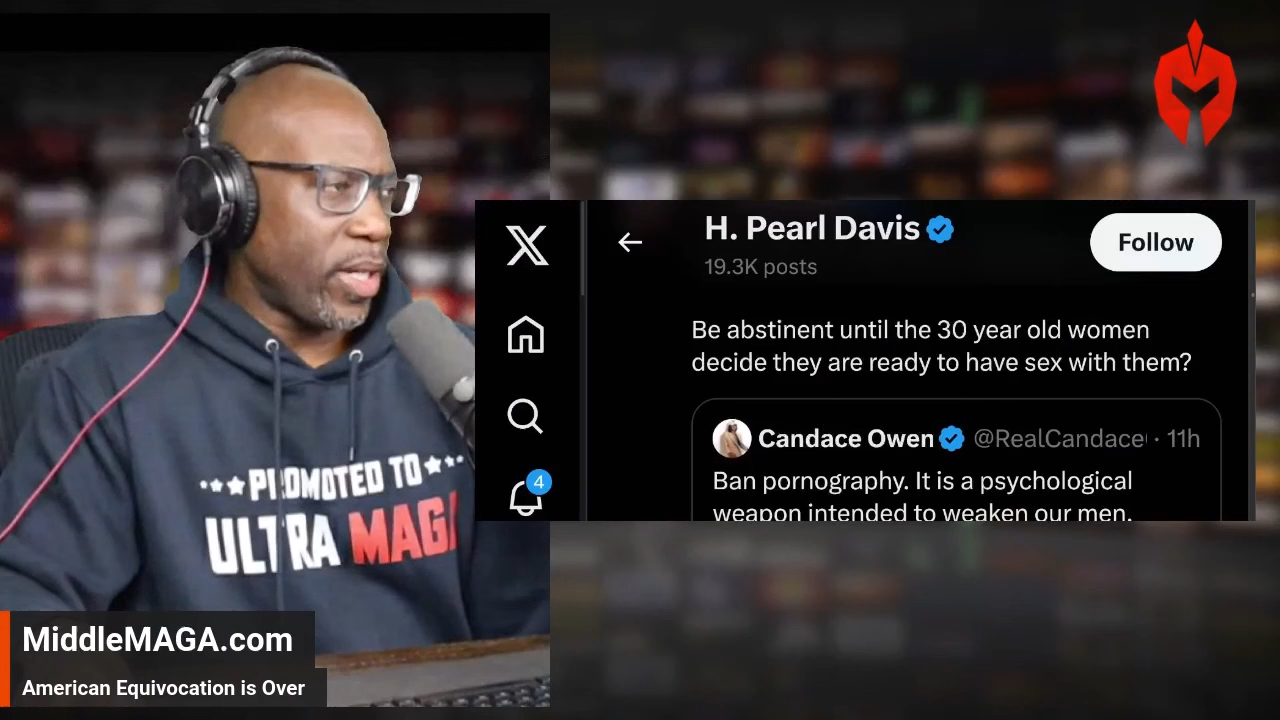 H. Pearl Davis
Follow
19.3K posts
Be abstinent until the 30 year old women
decide they are ready to have sex with them?
Candace Owen @RealCandace · 11h
Ban pornography. It is a psychological
weapon intended to weaken our men.
4
PROMOTED TO
ULTRA MAGA
MiddleMAGA.com
American Equivocation is Over